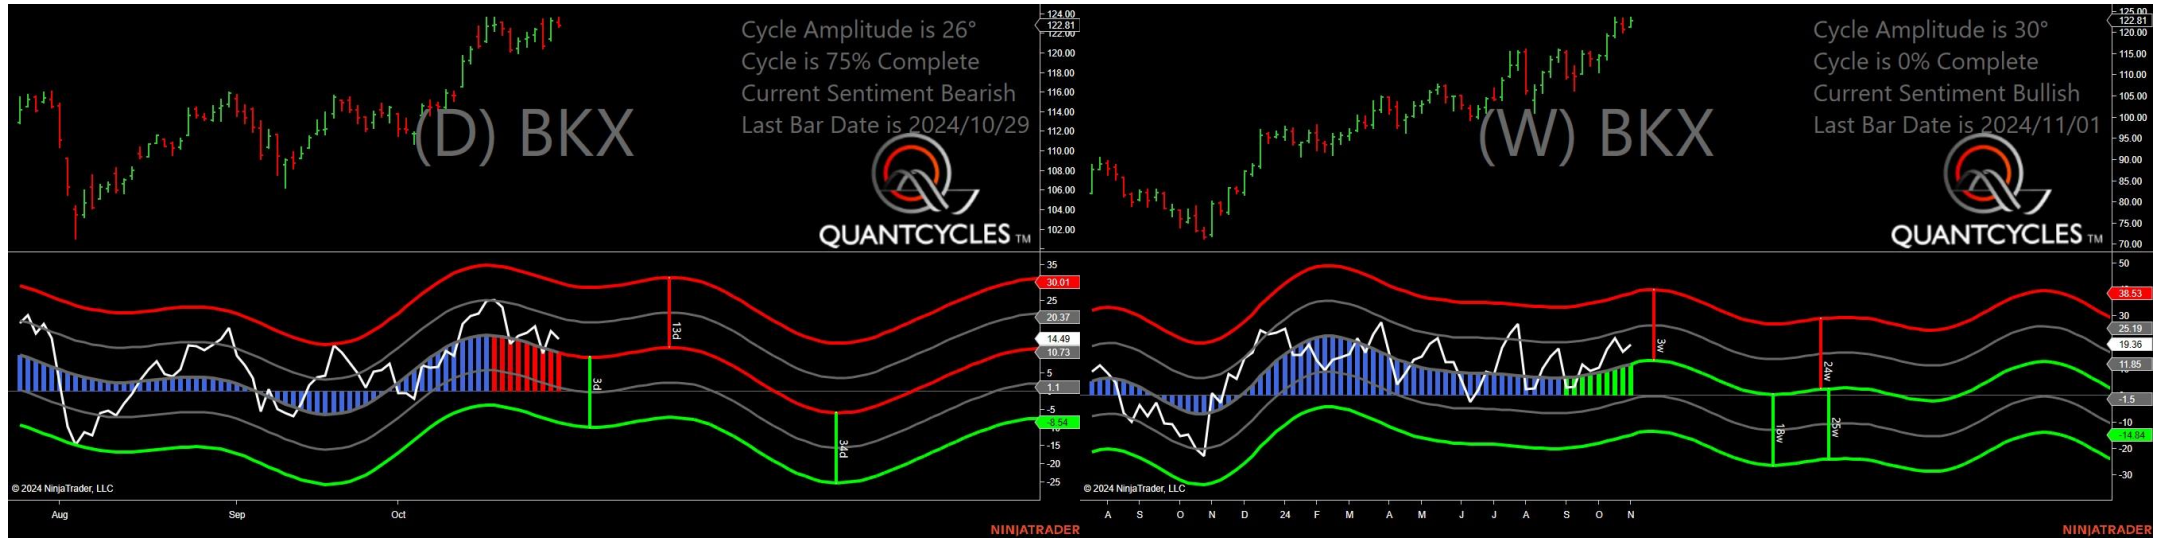 Cycle Amplitude is 26°
Cycle is 75% Complete
Current Sentiment Bearish
Last Bar Date is 2024/10/29
(D) BKX
QUANTCYCLES TM
124.00
122.81
122.00
120.00
118.00
116.00
114.00
112.00
110.00
108.00
106.00
104.00
102.00
35
30.01
25
20.37
14.49
10.73
5
1.1
-5
-8.54
-15
-20
-25
3d
13d
34d
© 2024 NinjaTrader, LLC
Aug Sep Oct
NINJATRADER
Cycle Amplitude is 30°
Cycle is 0% Complete
Current Sentiment Bullish
Last Bar Date is 2024/11/01
(W) BKX
QUANTCYCLES TM
125.00
122.81
120.00
115.00
110.00
105.00
100.00
95.00
90.00
85.00
80.00
75.00
70.00
50
38.53
30
25.19
19.36
11.85
-1.5
-10
-14.84
-20
-30
3w
18w
24w
25w
© 2024 NinjaTrader, LLC
A S O N D 24 F M A M J J A S O N
NINJATRADER